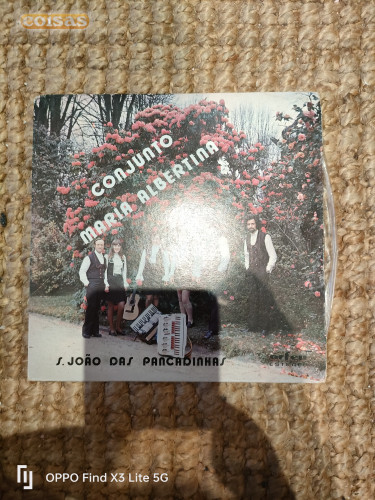 coisas
CONJUNTO
MARIA ALBERTINA
S. JOÃO DAS PANCADINHAS
OPPO Find X3 Lite 5G